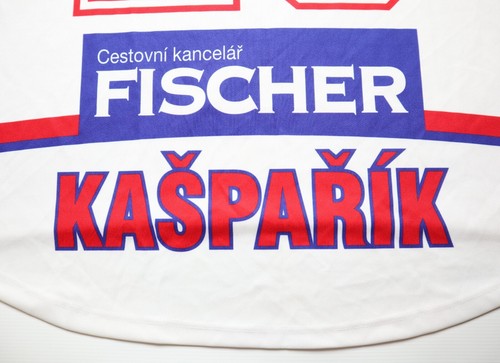 Cestovní kancelář
FISCHER
KAŠPAŘÍK